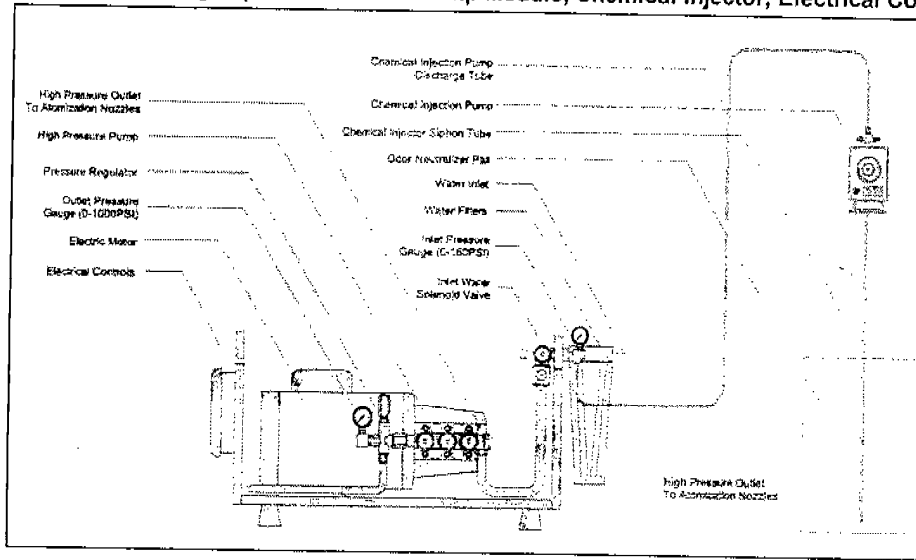 Module, Chemical Injector, Electrical Co
Chemical Injection Pump
Discharge Tube
High Pressure Outlet
To Atomization Nozzles
Chemical Injection Pump
High Pressure Pump
Chemical Injector Siphon Tube
Odor Neutralizer Pail
Pressure Regulator
Water Inlet
Outlet Pressure
Gauge (0-1000PSI)
Water Filters
Electric Motor
Inlet Pressure
Gauge (0-160PSI)
Electrical Controls
Inlet Water
Solenoid Valve
High Pressure Outlet
To Atomization Nozzles